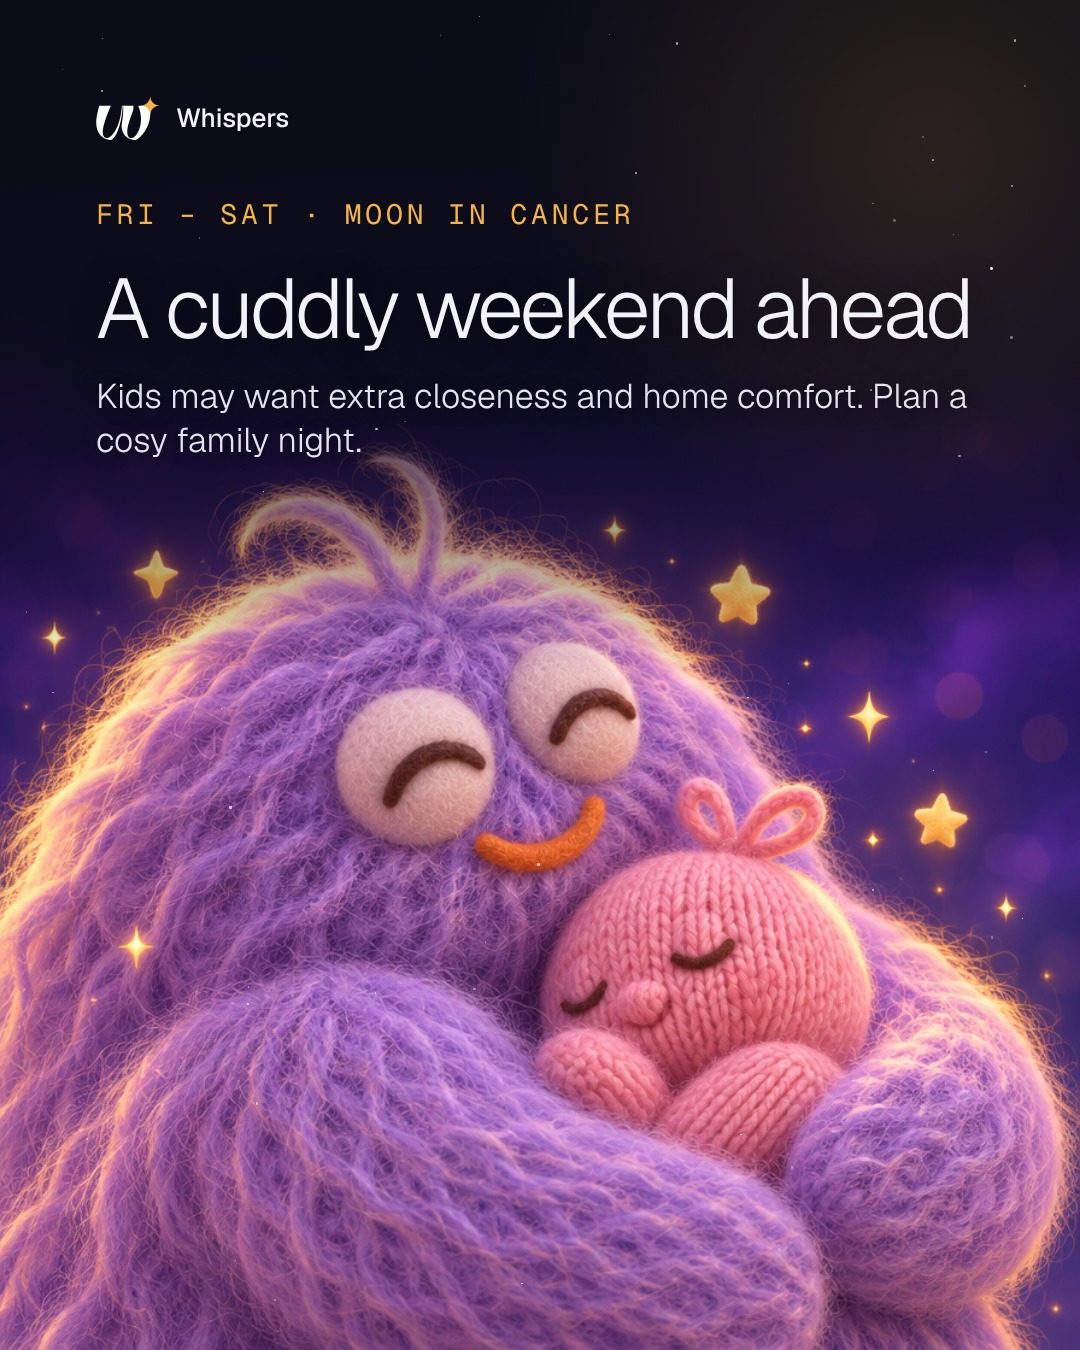 Whispers
FRI – SAT · MOON IN CANCER
A cuddly weekend ahead
Kids may want extra closeness and home comfort. Plan a
cosy family night.